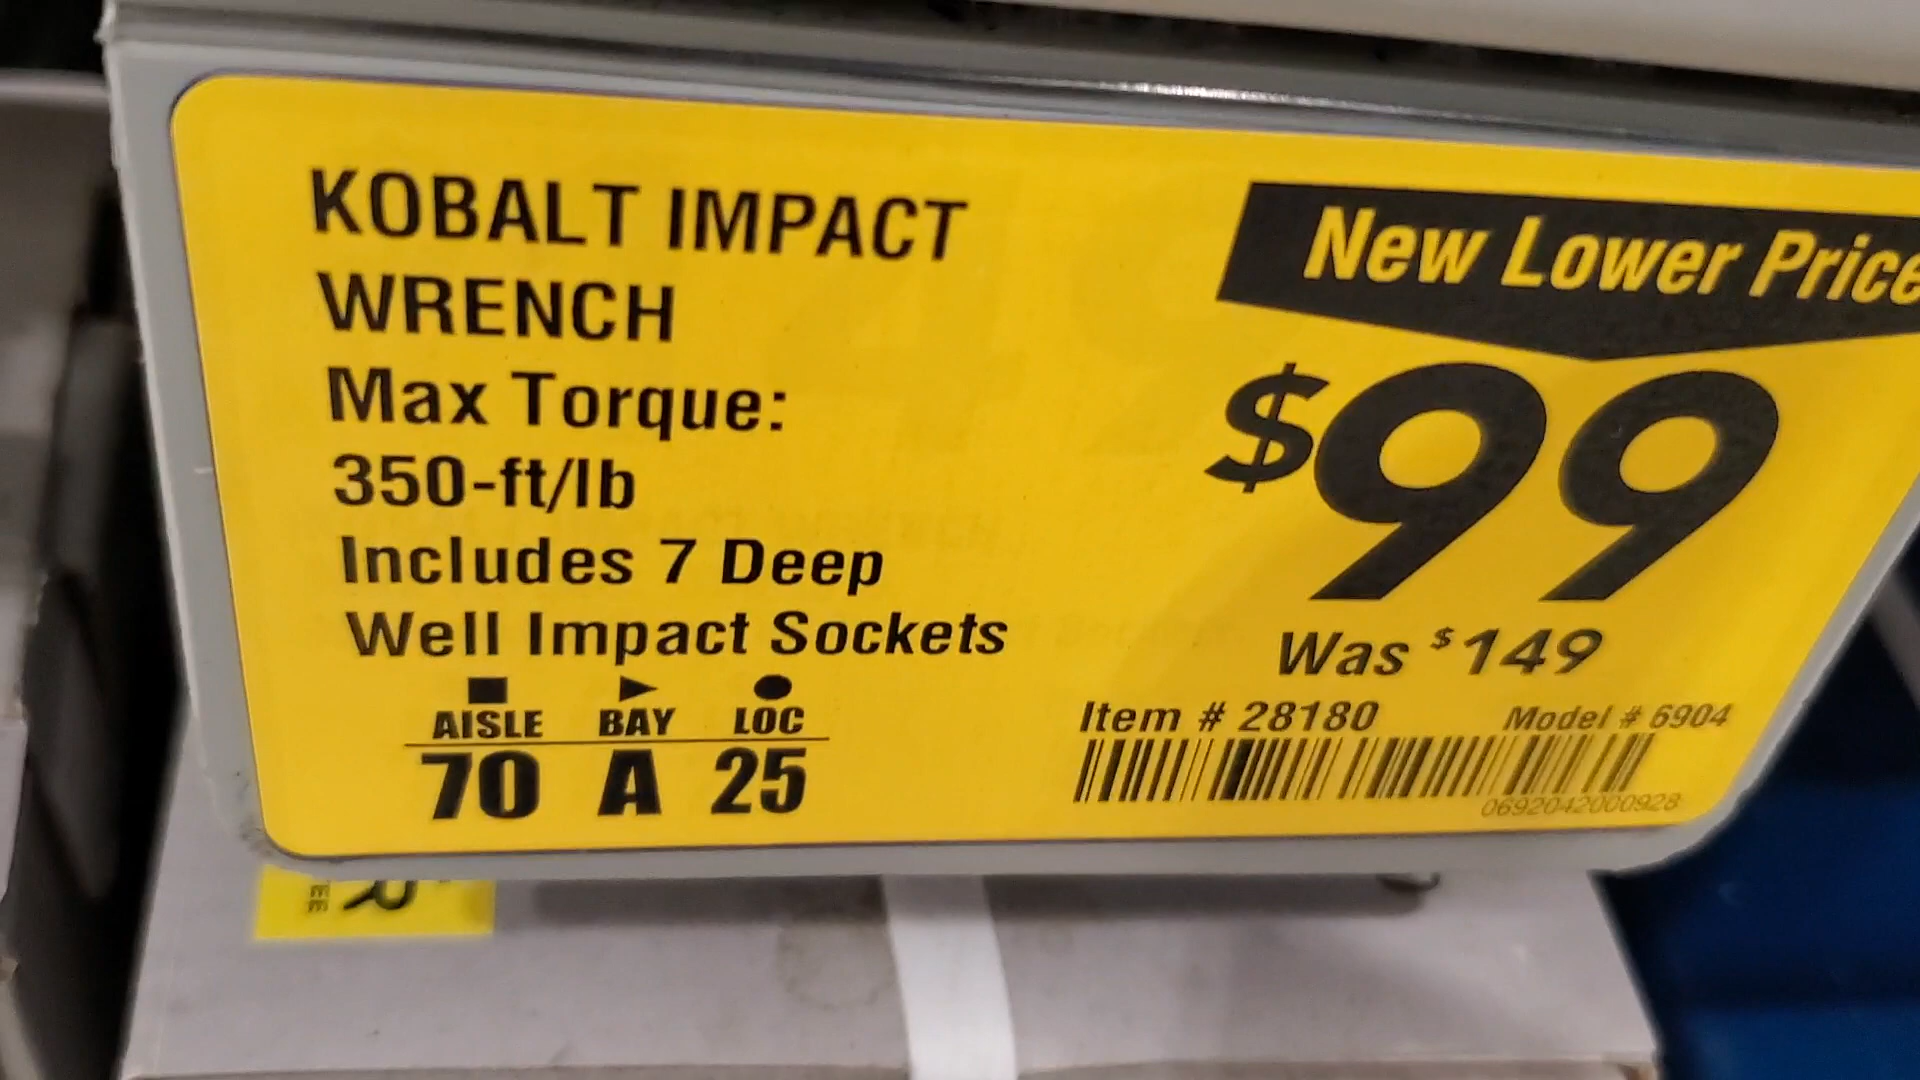 KOBALT IMPACT
WRENCH
Max Torque:
350-ft/lb
Includes 7 Deep
Well Impact Sockets
AISLE BAY LOC
70 A 25
New Lower Price
$99
Was $149
Item # 28180 Model # 6904
0692042000928